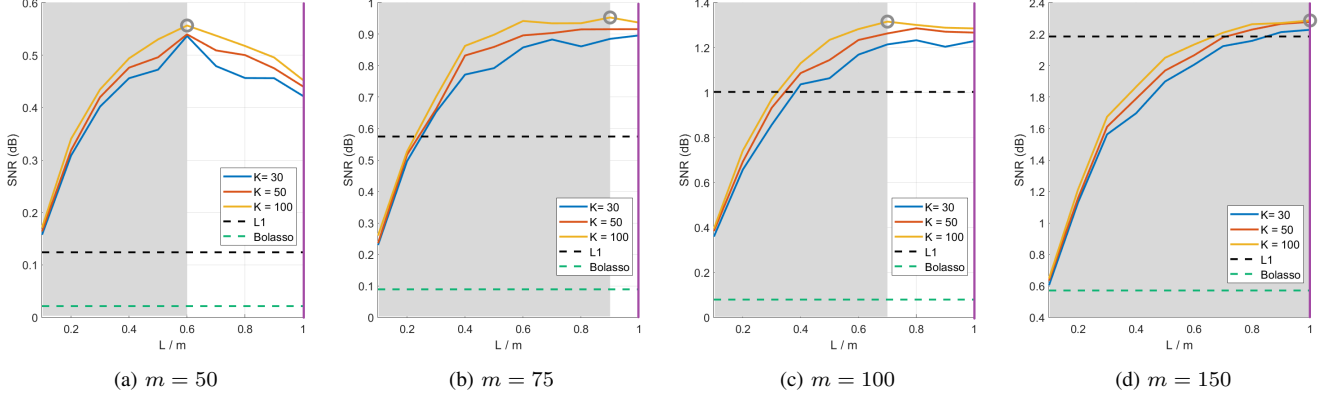 0.6
0.5
0.4
0.3
0.2
0.1
0
SNR (dB)
0.2 0.4 0.6 0.8 1
L / m
K= 30
K = 50
K = 100
L1
Bolasso
(a) m = 50
1
0.9
0.8
0.7
0.6
0.5
0.4
0.3
0.2
0.1
0
SNR (dB)
0.2 0.4 0.6 0.8 1
L / m
K= 30
K = 50
K = 100
L1
Bolasso
(b) m = 75
1.4
1.2
1
0.8
0.6
0.4
0.2
0
SNR (dB)
0.2 0.4 0.6 0.8 1
L / m
K= 30
K = 50
K = 100
L1
Bolasso
(c) m = 100
2.4
2.2
2
1.8
1.6
1.4
1.2
1
0.8
0.6
0.4
SNR (dB)
0.2 0.4 0.6 0.8 1
L / m
K= 30
K = 50
K = 100
L1
Bolasso
(d) m = 150